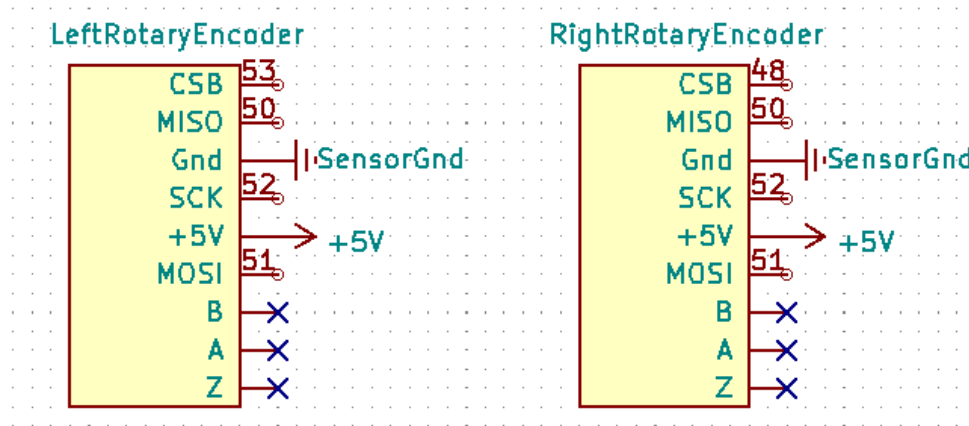 LeftRotaryEncoder
CSB 53
MISO 50
Gnd SensorGnd
SCK 52
+5V +5V
MOSI 51
B
A
Z
RightRotaryEncoder
CSB 48
MISO 50
Gnd SensorGnd
SCK 52
+5V +5V
MOSI 51
B
A
Z